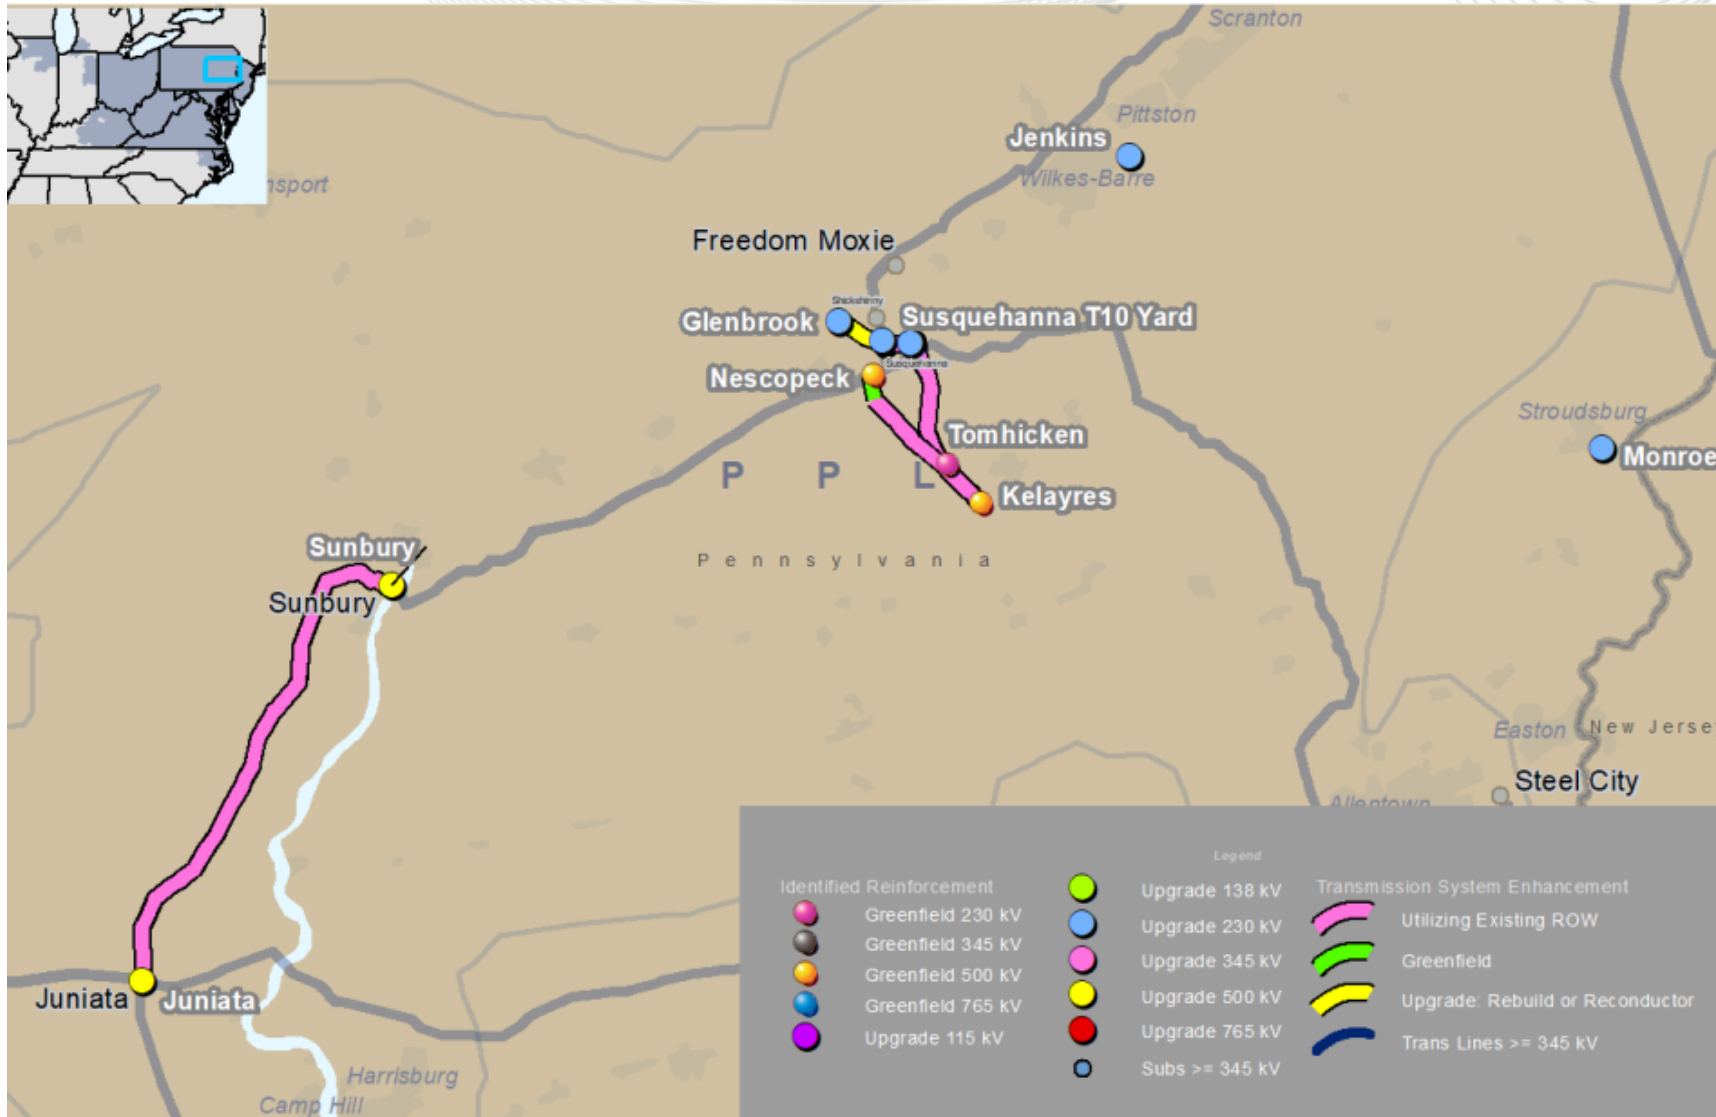 Scranton
nsport
Pittston
Jenkins
Wilkes-Barre
Freedom Moxie
Shickshinny
Glenbrook
Susquehanna T10 Yard
Susquehanna
Nescopeck
Stroudsburg
Tomhicken
Monroe
P P L
Kelayres
Sunbury
Pennsylvania
Sunbury
Easton
New Jerse
Steel City
Allentown
Juniata
Juniata
Harrisburg
Camp Hill
Legend
Identified Reinforcement
Greenfield 230 kV
Greenfield 345 kV
Greenfield 500 kV
Greenfield 765 kV
Upgrade 115 kV
Upgrade 138 kV
Upgrade 230 kV
Upgrade 345 kV
Upgrade 500 kV
Upgrade 765 kV
Subs >= 345 kV
Transmission System Enhancement
Utilizing Existing ROW
Greenfield
Upgrade: Rebuild or Reconductor
Trans Lines >= 345 kV